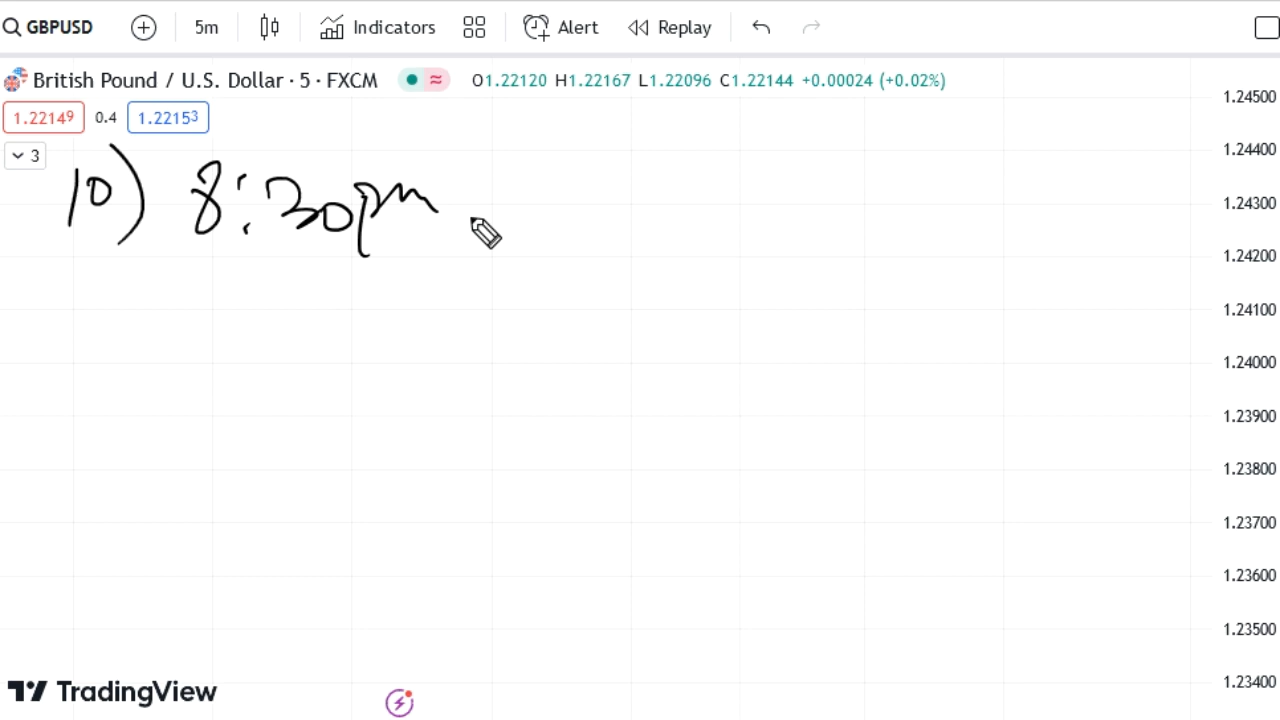 GBPUSD 5m Indicators Alert Replay
British Pound / U.S. Dollar · 5 · FXCM ≈ O1.22120 H1.22167 L1.22096 C1.22144 +0.00024 (+0.02%)
1.22149 0.4 1.22153
3
10) 8:30pm
1.24500
1.24400
1.24300
1.24200
1.24100
1.24000
1.23900
1.23800
1.23700
1.23600
1.23500
1.23400
TradingView